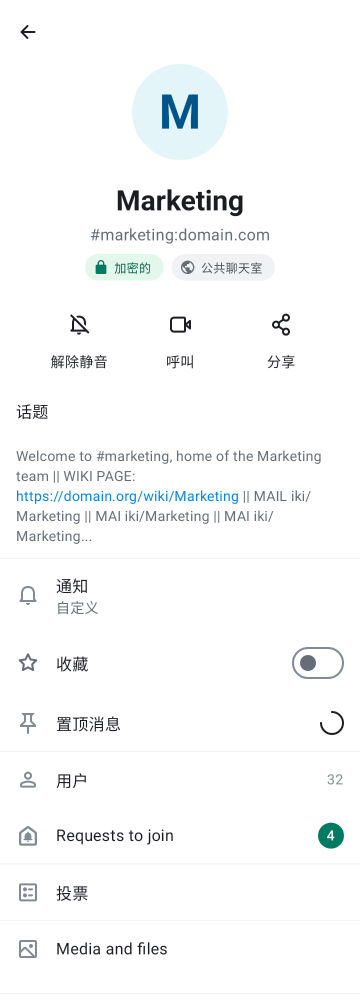 M
Marketing
#marketing:domain.com
加密的
公共聊天室
解除静音
呼叫
分享
话题
Welcome to #marketing, home of the Marketing
team || WIKI PAGE:
https://domain.org/wiki/Marketing || MAIL iki/
Marketing || MAI iki/Marketing || MAI iki/
Marketing...
通知
自定义
收藏
置顶消息
用户
32
Requests to join
4
投票
Media and files